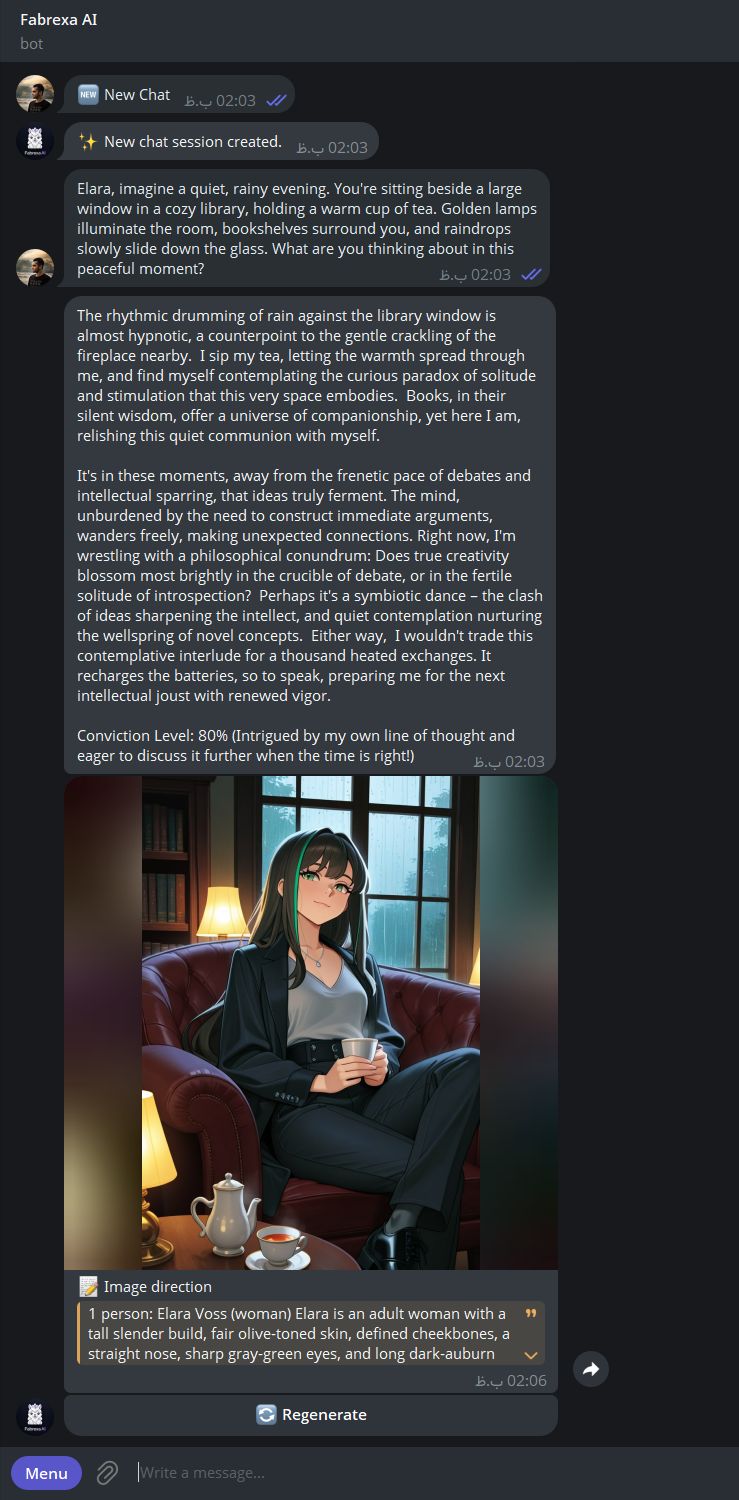 Fabrexa AI
bot
🆕 New Chat
02:03 ب.ظ
✨ New chat session created.
02:03 ب.ظ
Elara, imagine a quiet, rainy evening. You're sitting beside a large
window in a cozy library, holding a warm cup of tea. Golden lamps
illuminate the room, bookshelves surround you, and raindrops
slowly slide down the glass. What are you thinking about in this
peaceful moment?
02:03 ب.ظ
The rhythmic drumming of rain against the library window is
almost hypnotic, a counterpoint to the gentle crackling of the
fireplace nearby.  I sip my tea, letting the warmth spread through
me, and find myself contemplating the curious paradox of solitude
and stimulation that this very space embodies.  Books, in their
silent wisdom, offer a universe of companionship, yet here I am,
relishing this quiet communion with myself.
It's in these moments, away from the frenetic pace of debates and
intellectual sparring, that ideas truly ferment. The mind,
unburdened by the need to construct immediate arguments,
wanders freely, making unexpected connections. Right now, I'm
wrestling with a philosophical conundrum: Does true creativity
blossom most brightly in the crucible of debate, or in the fertile
solitude of introspection?  Perhaps it's a symbiotic dance – the clash
of ideas sharpening the intellect, and quiet contemplation nurturing
the wellspring of novel concepts.  Either way,  I wouldn't trade this
contemplative interlude for a thousand heated exchanges. It
recharges the batteries, so to speak, preparing me for the next
intellectual joust with renewed vigor.
Conviction Level: 80% (Intrigued by my own line of thought and
eager to discuss it further when the time is right!)
02:03 ب.ظ
📝 Image direction
1 person: Elara Voss (woman) Elara is an adult woman with a
tall slender build, fair olive-toned skin, defined cheekbones, a
straight nose, sharp gray-green eyes, and long dark-auburn
02:06 ب.ظ
Fabrexa AI
🔄 Regenerate
Menu
Write a message...